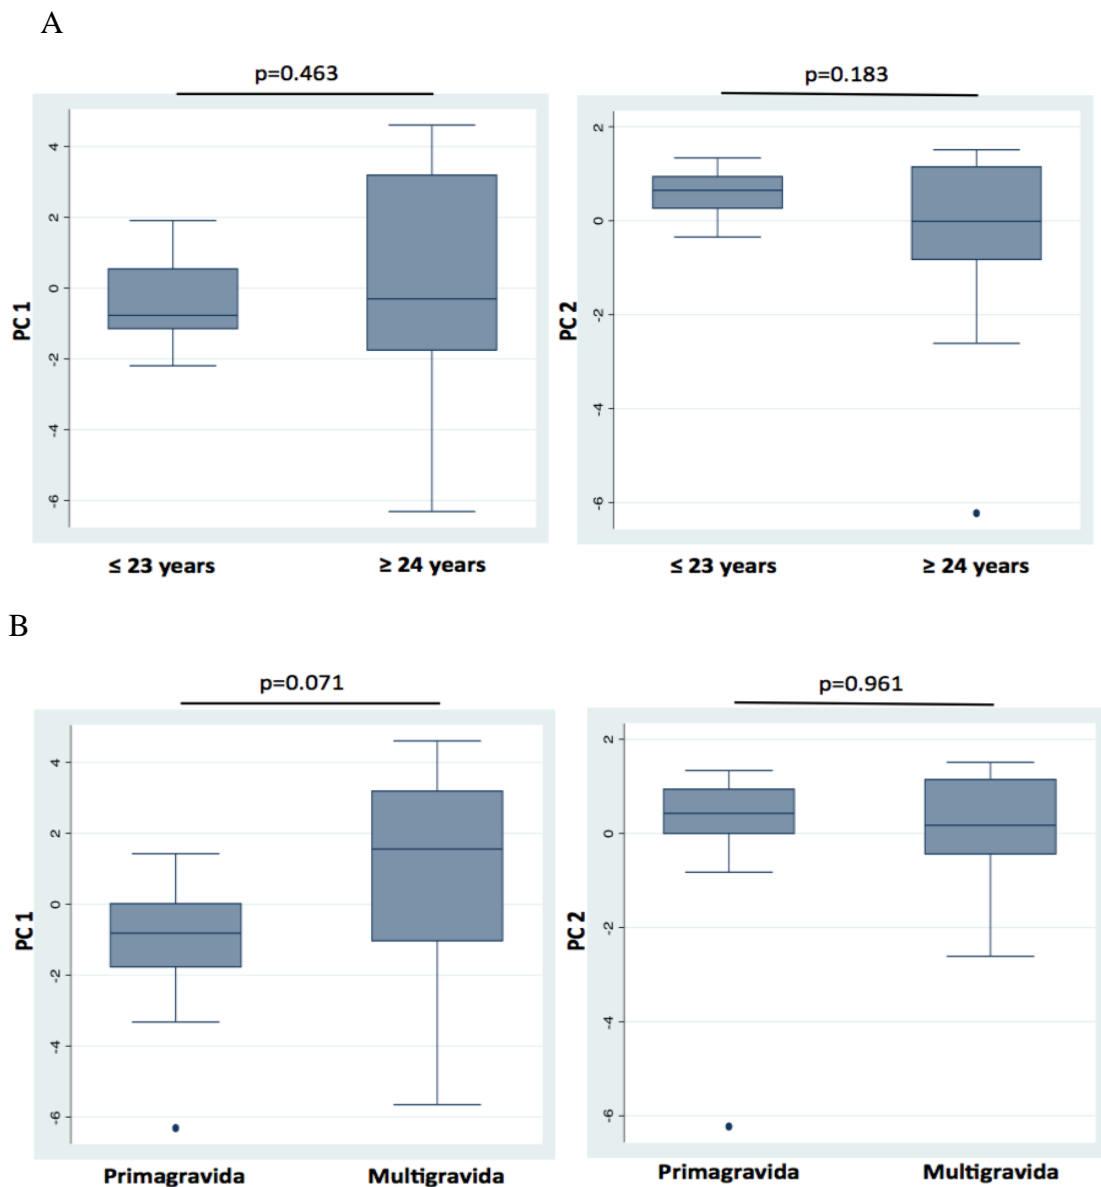 A
p=0.463
p=0.183
4
2
0
-2
-4
-6
PC 1
2
0
-2
-4
-6
PC 2
≤ 23 years
≥ 24 years
≤ 23 years
≥ 24 years
B
p=0.071
p=0.961
4
2
0
-2
-4
-6
PC 1
2
0
-2
-4
-6
PC 2
Primagravida
Multigravida
Primagravida
Multigravida